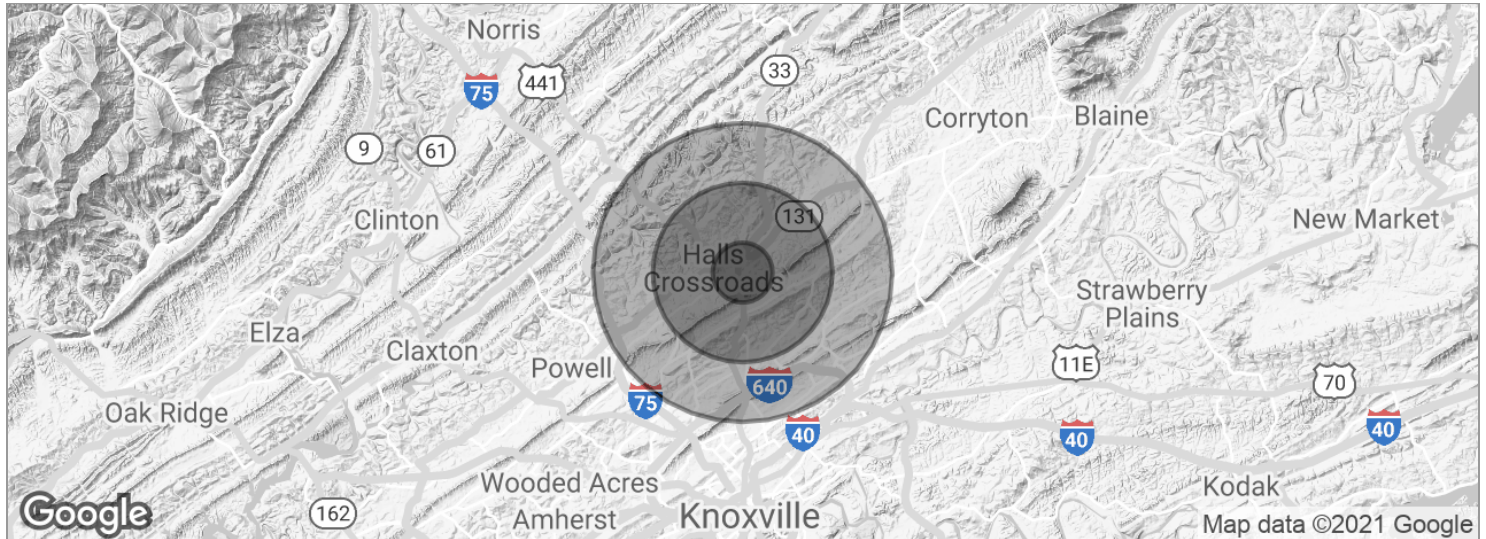 Norris
75
441
33
Corryton
Blaine
9
61
Clinton
131
New Market
Halls
Crossroads
Strawberry
Plains
Elza
Claxton
Powell
11E
640
70
75
Oak Ridge
40
40
40
Wooded Acres
Kodak
Amherst
162
Knoxville
Google
Map data ©2021 Google